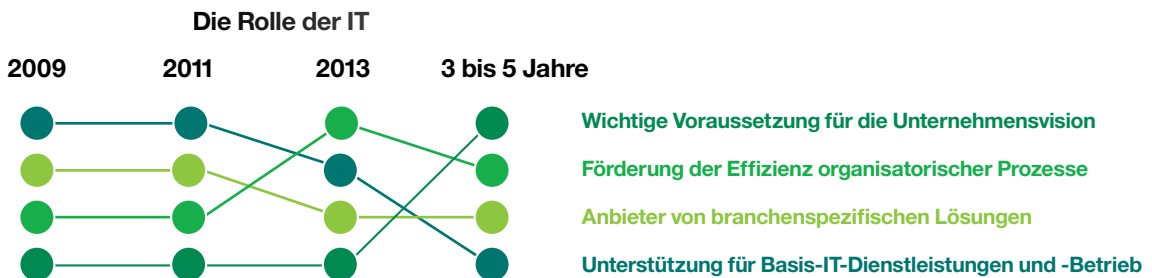 Die Rolle der IT
2009 2011 2013 3 bis 5 Jahre
Wichtige Voraussetzung für die Unternehmensvision
Förderung der Effizienz organisatorischer Prozesse
Anbieter von branchenspezifischen Lösungen
Unterstützung für Basis-IT-Dienstleistungen und -Betrieb